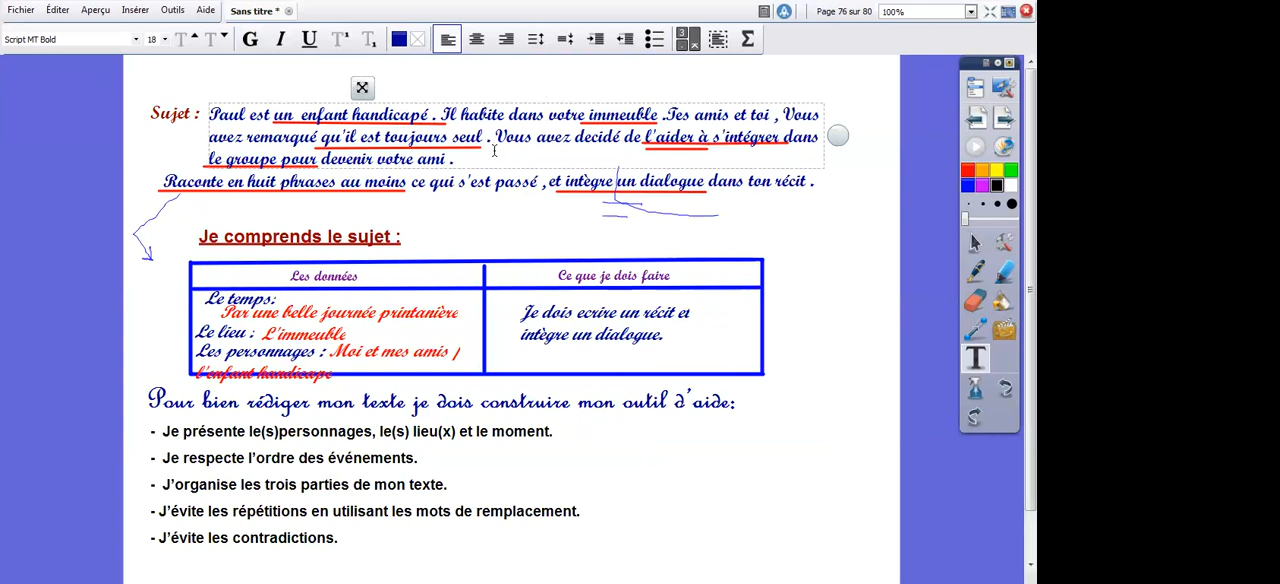 Fichier Éditer Aperçu Insérer Outils Aide Sans titre * Page 76 sur 80 100%
Script MT Bold 18 T T G I U T¹ T₁ Σ
Sujet : Paul est un enfant handicapé . Il habite dans votre immeuble .Tes amis et toi , Vous
avez remarqué qu'il est toujours seul . Vous avez decidé de l'aider à s'intégrer dans
le groupe pour devenir votre ami .
Raconte en huit phrases au moins ce qui s'est passé ,et intègre un dialogue dans ton récit .
Je comprends le sujet :
Les données Ce que je dois faire
Le temps:
Par une belle journée printanière
Je dois ecrire un récit et
Le lieu : L'immeuble
intègre un dialogue.
Les personnages : Moi et mes amis /
l'enfant handicape
Pour bien rédiger mon texte je dois construire mon outil d'aide:
- Je présente le(s)personnages, le(s) lieu(x) et le moment.
- Je respecte l'ordre des événements.
- J'organise les trois parties de mon texte.
- J'évite les répétitions en utilisant les mots de remplacement.
- J'évite les contradictions.
T